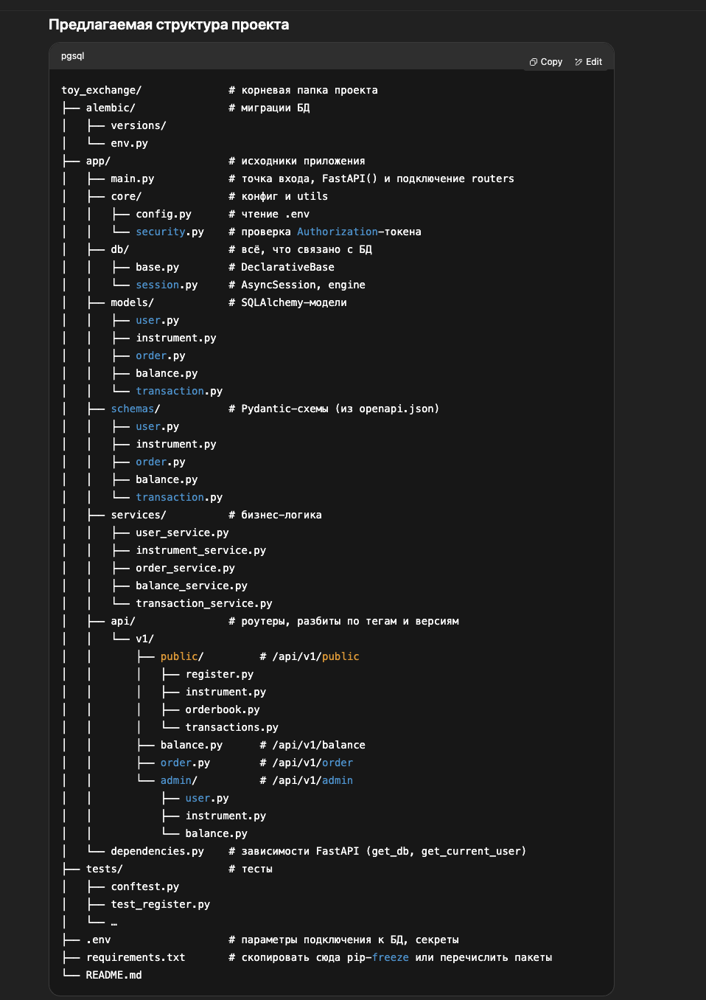 Предлагаемая структура проекта
pgsql
Copy Edit
toy_exchange/              # корневая папка проекта
├── alembic/               # миграции БД
│   ├── versions/
│   └── env.py
├── app/                   # исходники приложения
│   ├── main.py            # точка входа, FastAPI() и подключение routers
│   ├── core/              # конфиг и utils
│   │   ├── config.py      # чтение .env
│   │   └── security.py    # проверка Authorization-токена
│   ├── db/                # всё, что связано с БД
│   │   ├── base.py        # DeclarativeBase
│   │   └── session.py     # AsyncSession, engine
│   ├── models/            # SQLAlchemy-модели
│   │   ├── user.py
│   │   ├── instrument.py
│   │   ├── order.py
│   │   ├── balance.py
│   │   └── transaction.py
│   ├── schemas/           # Pydantic-схемы (из openapi.json)
│   │   ├── user.py
│   │   ├── instrument.py
│   │   ├── order.py
│   │   ├── balance.py
│   │   └── transaction.py
│   ├── services/          # бизнес-логика
│   │   ├── user_service.py
│   │   ├── instrument_service.py
│   │   ├── order_service.py
│   │   ├── balance_service.py
│   │   └── transaction_service.py
│   ├── api/               # роутеры, разбиты по тегам и версиям
│   │   └── v1/
│   │       ├── public/         # /api/v1/public
│   │       │   ├── register.py
│   │       │   ├── instrument.py
│   │       │   ├── orderbook.py
│   │       │   └── transactions.py
│   │       ├── balance.py      # /api/v1/balance
│   │       ├── order.py        # /api/v1/order
│   │       └── admin/          # /api/v1/admin
│   │           ├── user.py
│   │           ├── instrument.py
│   │           └── balance.py
│   └── dependencies.py    # зависимости FastAPI (get_db, get_current_user)
├── tests/                 # тесты
│   ├── conftest.py
│   ├── test_register.py
│   └── …
├── .env                   # параметры подключения к БД, секреты
├── requirements.txt       # скопировать сюда pip-freeze или перечислить пакеты
└── README.md